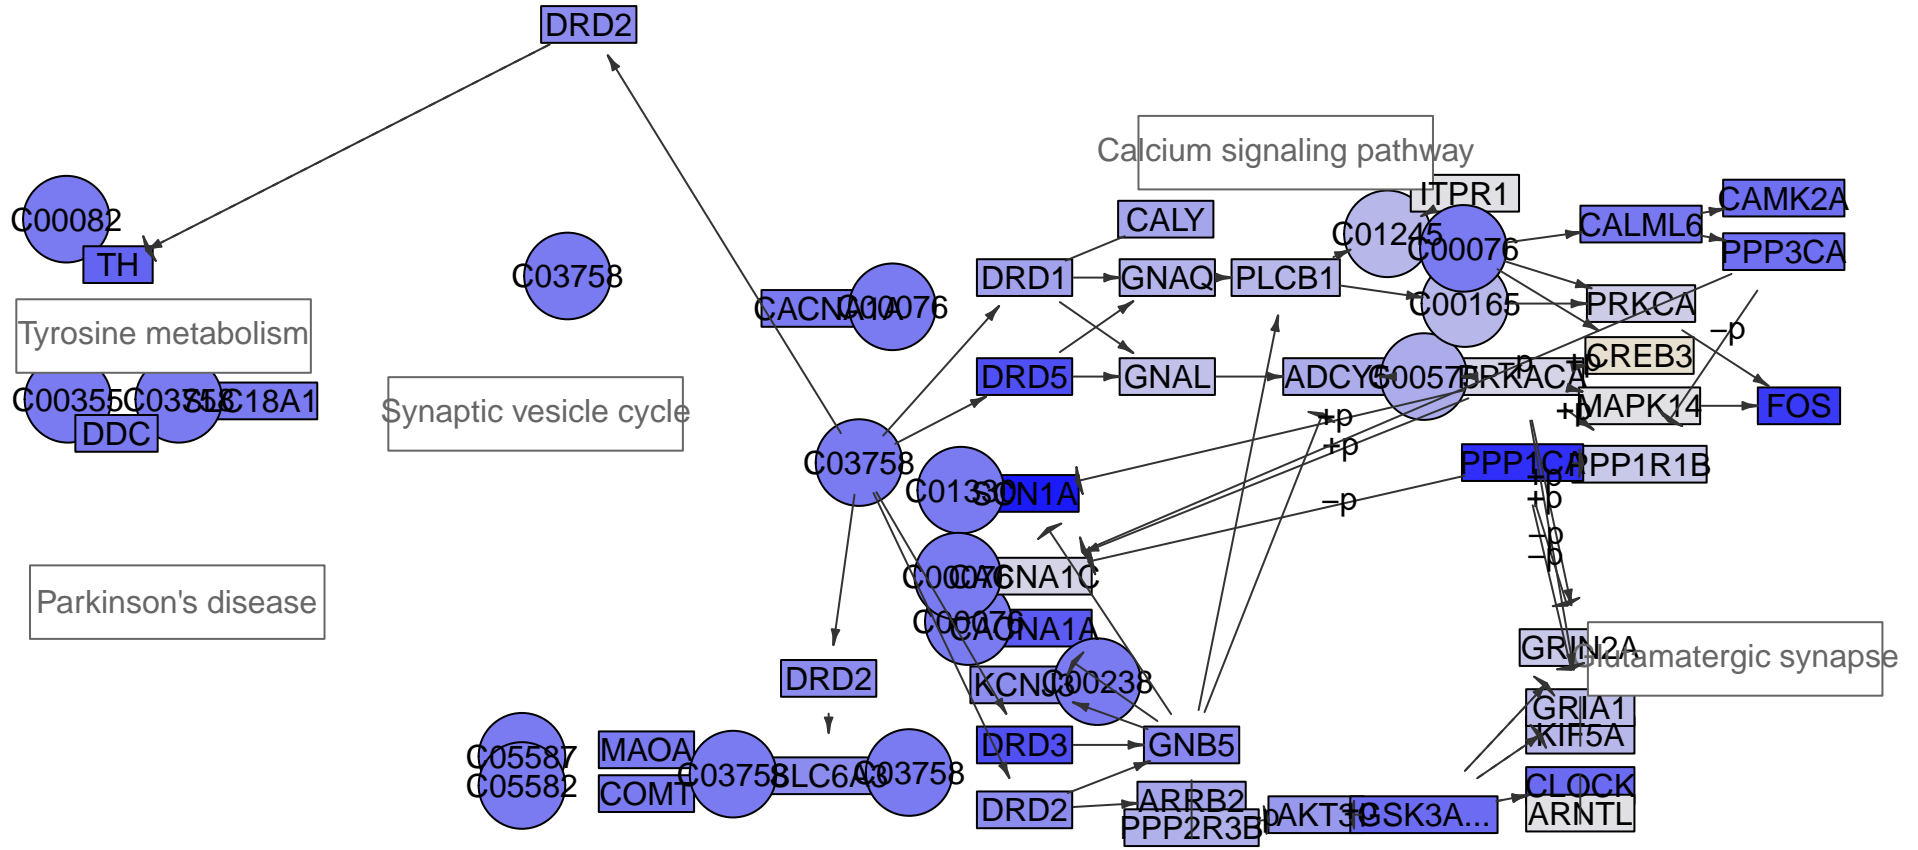 DRD2
Calcium signaling pathway
ITPR1
CAMK2A
C00082
CALY
C01245
C00076
CALML6
PPP3CA
TH
C03758
DRD1
GNAQ
PLCB1
CACNA1A
C00076
C00165
PRKCA
Tyrosine metabolism
−p
CREB3
−p
+p
DRD5
GNAL
ADCY5
C00575
PRKACA
C00355
C03758
SLC18A1
Synaptic vesicle cycle
MAPK14
FOS
+p
+p
DDC
+p
C03758
PPP1CA
PPP1R1B
C01330
SCN1A
+p
+p
−p
−p
−p
C00076
CACNA1C
Parkinson's disease
C00076
CACNA1A
GRIN2A
Glutamatergic synapse
DRD2
KCNJ3
C00238
GRIA1
KIF5A
C05587
MAOA
DRD3
GNB5
C03758
SLC6A3
C03758
C05582
COMT
CLOCK
ARRB2
DRD2
AKT3
+p
GSK3A...
ARNTL
PPP2R3B
−p